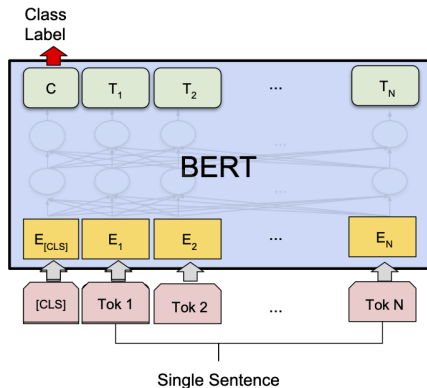 Class
Label
C T1 T2 ... TN
...
BERT
...
E[CLS] E1 E2 ... EN
[CLS] Tok 1 Tok 2 ... Tok N
Single Sentence